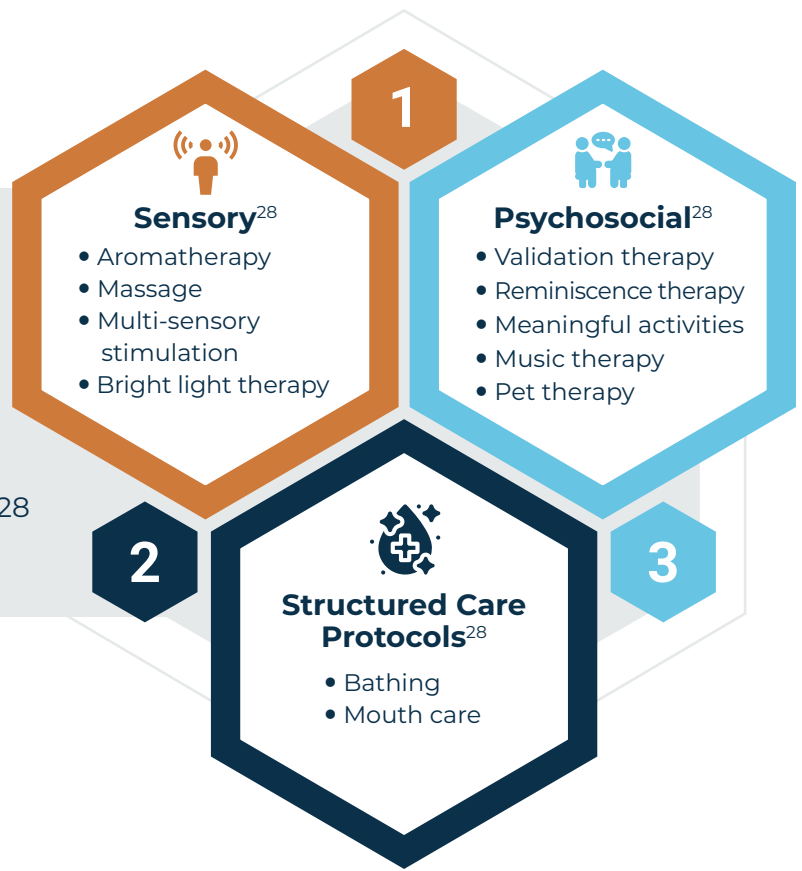 1
Sensory28
• Aromatherapy
• Massage
• Multi-sensory
stimulation
• Bright light therapy
Psychosocial28
• Validation therapy
• Reminiscence therapy
• Meaningful activities
• Music therapy
• Pet therapy
28
2
Structured Care
Protocols28
• Bathing
• Mouth care
3